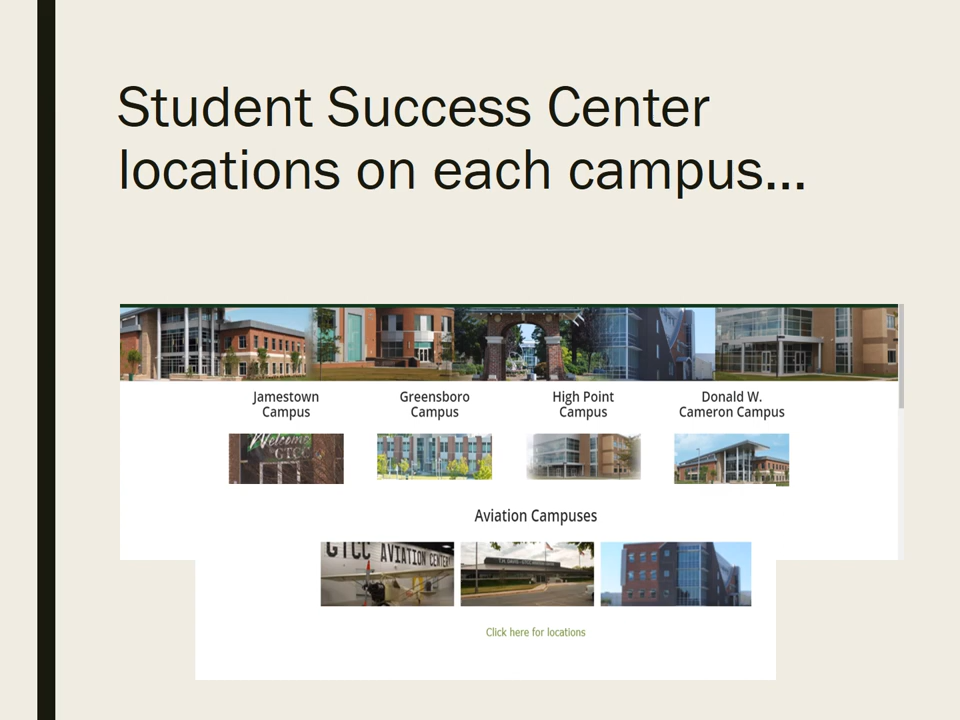 Student Success Center
locations on each campus...
Jamestown
Campus
Greensboro
Campus
High Point
Campus
Donald W.
Cameron Campus
Welcome
GTCC
Aviation Campuses
GTCC AVIATION CENTER
Click here for locations